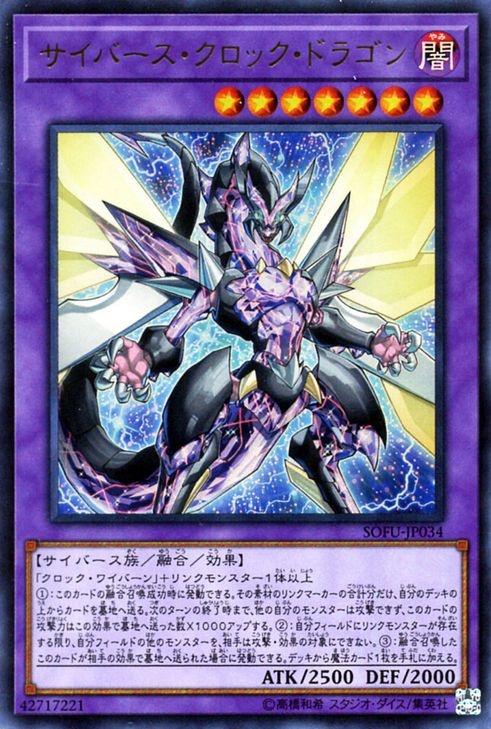 サイバース・クロック・ドラゴン
やみ
闇
SOFU-JP034
【サイバース族／融合／効果】
「クロック・ワイバーン」＋リンクモンスター1体以上
①：このカードの融合召喚成功時に発動できる。その素材のリンクマーカーの合計分だけ、自分のデッキの
上からカードを墓地へ送る。次のターンの終了時まで、他の自分のモンスターは攻撃できず、このカードの
攻撃力はこの効果で墓地へ送った数×1000アップする。②：自分フィールドにリンクモンスターが存在
する限り、自分フィールドの他のモンスターを、相手は攻撃・効果の対象にできない。③：融合召喚した
このカードが相手の効果で墓地へ送られた場合に発動できる。デッキから魔法カード1枚を手札に加える。
ATK/2500 DEF/2000
42717221
©高橋和希 スタジオ・ダイス/集英社